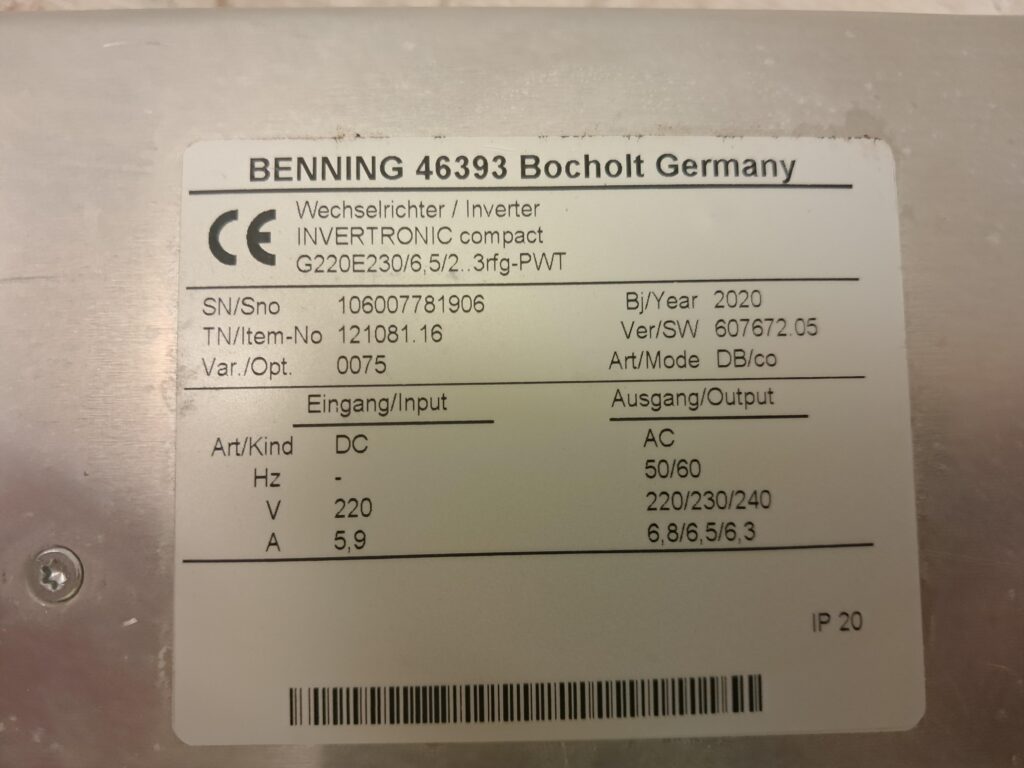 BENNING 46393 Bocholt Germany
CE Wechselrichter / Inverter
INVERTRONIC compact
G220E230/6,5/2..3rfg-PWT
SN/Sno 106007781906 Bj/Year 2020
TN/Item-No 121081.16 Ver/SW 607672.05
Var./Opt. 0075 Art/Mode DB/co
Eingang/Input Ausgang/Output
Art/Kind DC AC
Hz - 50/60
V 220 220/230/240
A 5,9 6,8/6,5/6,3
IP 20